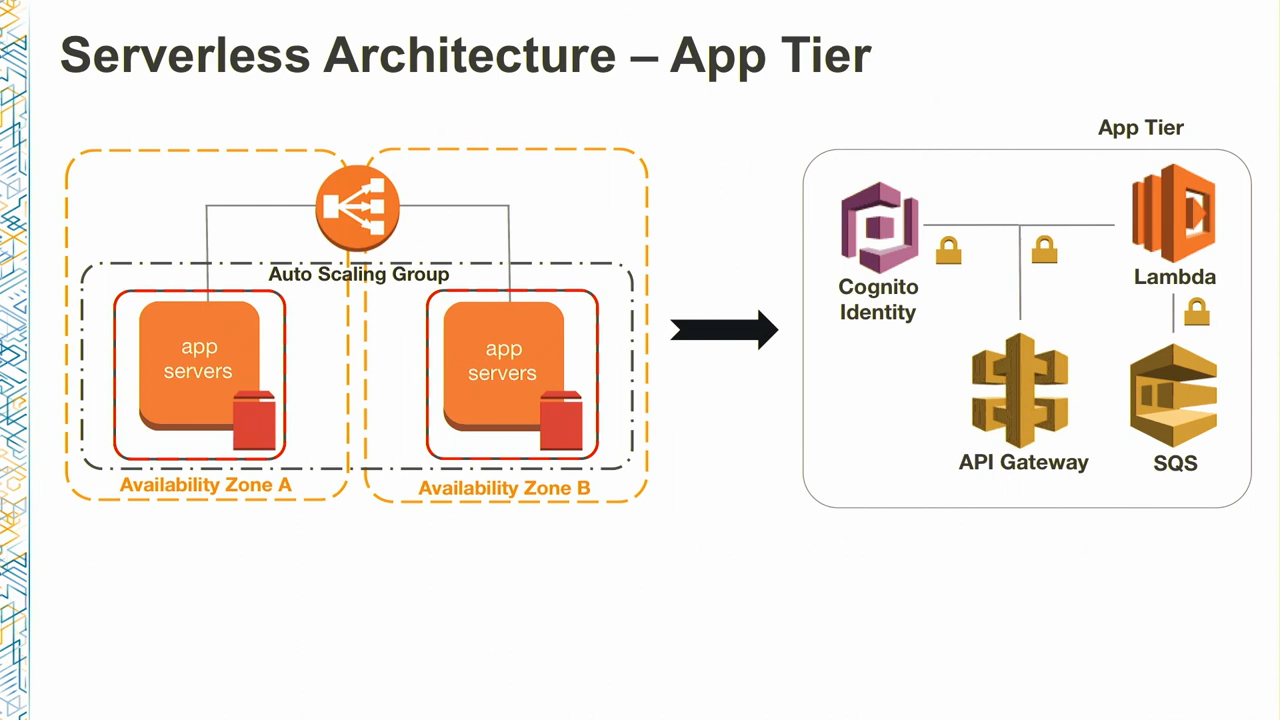 Serverless Architecture – App Tier
Auto Scaling Group
app
servers
app
servers
Availability Zone A
Availability Zone B
App Tier
Cognito
Identity
Lambda
API Gateway
SQS